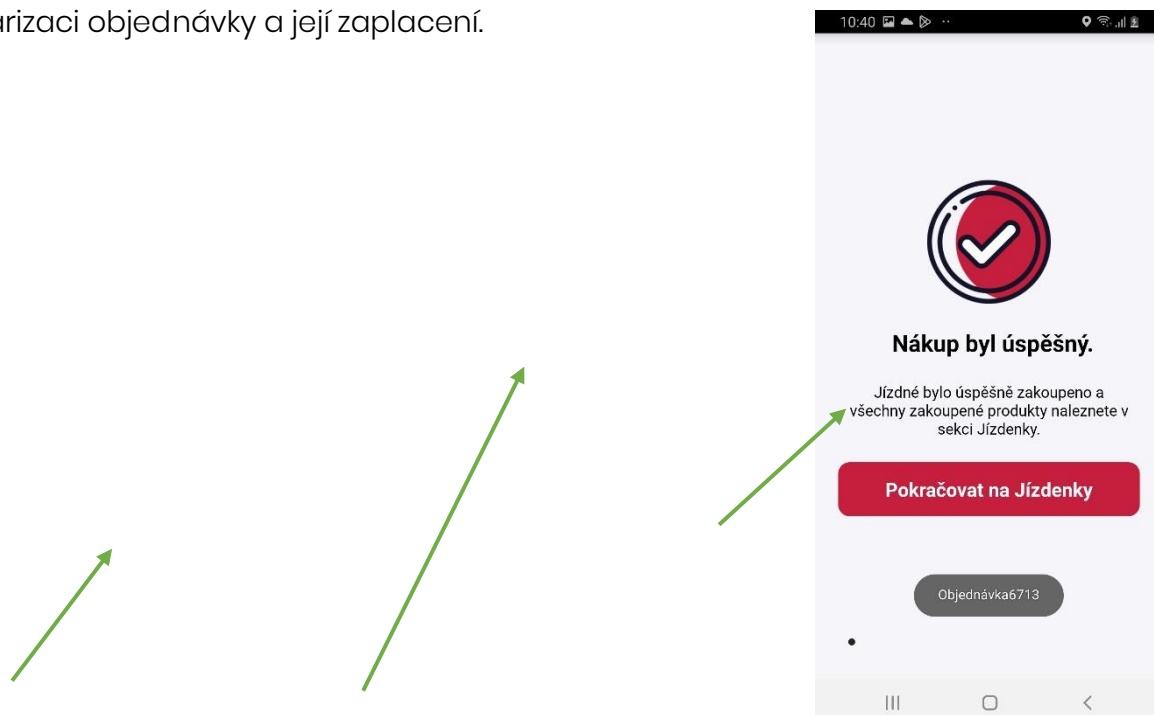 objednávky a její zaplacení.
10:40
Nákup byl úspěšný.
Jízdné bylo úspěšně zakoupeno a
všechny zakoupené produkty naleznete v
sekci Jízdenky.
Pokračovat na Jízdenky
Objednávka6713